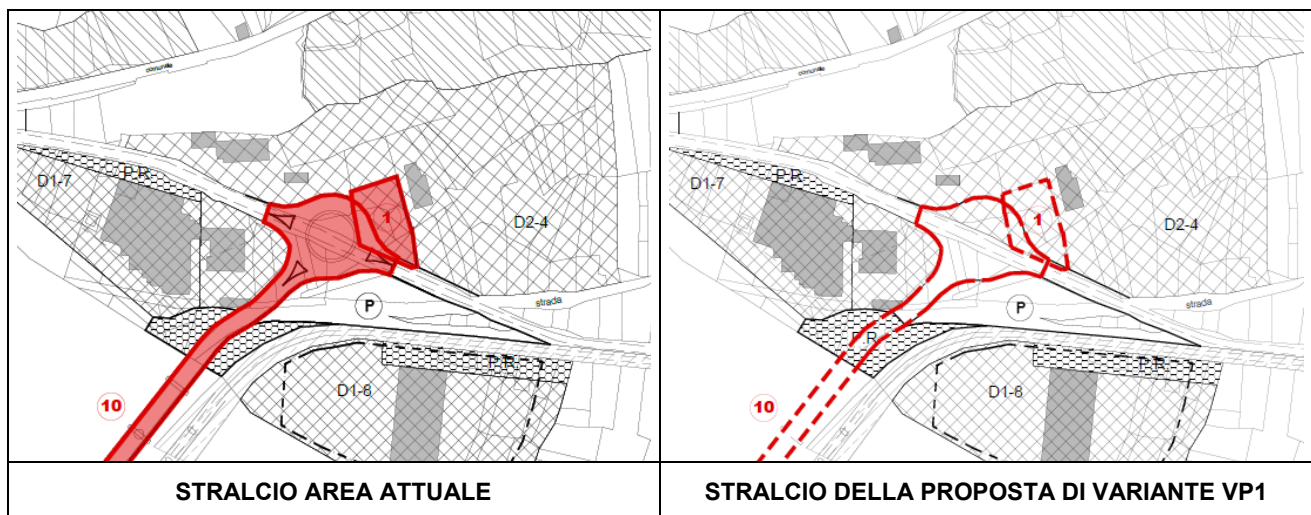 comunale
P.R.
D1-7
1
D2-4
strada
P
P.R.
D1-8
10
STRALCIO AREA ATTUALE
comunale
P.R.
D1-7
1
D2-4
strada
P
P.R.
P.R.
D1-8
10
STRALCIO DELLA PROPOSTA DI VARIANTE VP1